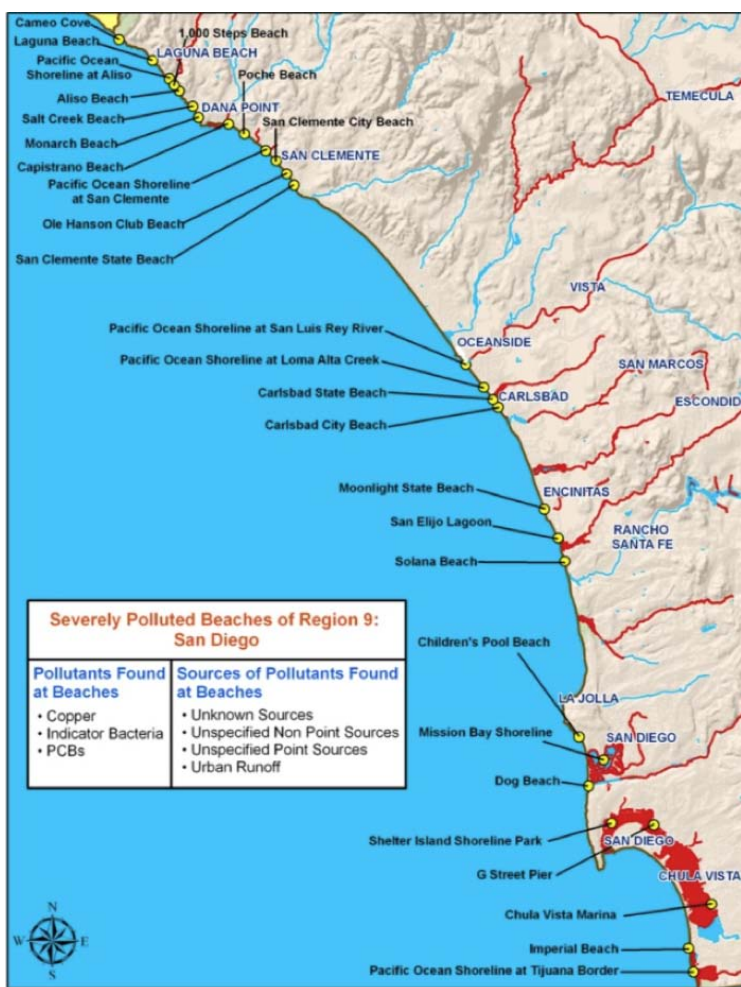 Cameo Cove
1,000 Steps Beach
Laguna Beach
LAGUNA BEACH
Pacific Ocean
Shoreline at Aliso
Poche Beach
Aliso Beach
DANA POINT
TEMECULA
Salt Creek Beach
San Clemente City Beach
Monarch Beach
SAN CLEMENTE
Capistrano Beach
Pacific Ocean Shoreline
at San Clemente
Ole Hanson Club Beach
San Clemente State Beach
VISTA
Pacific Ocean Shoreline at San Luis Rey River
OCEANSIDE
Pacific Ocean Shoreline at Loma Alta Creek
SAN MARCOS
Carlsbad State Beach
CARLSBAD
ESCONDID
Carlsbad City Beach
Moonlight State Beach
ENCINITAS
San Elijo Lagoon
RANCHO
SANTA FE
Solana Beach
Severely Polluted Beaches of Region 9:
San Diego
Pollutants Found
at Beaches
• Copper
• Indicator Bacteria
• PCBs
Sources of Pollutants Found
at Beaches
• Unknown Sources
• Unspecified Non Point Sources
• Unspecified Point Sources
• Urban Runoff
Children's Pool Beach
LA JOLLA
Mission Bay Shoreline
SAN DIEGO
Dog Beach
Shelter Island Shoreline Park
SAN DIEGO
G Street Pier
CHULA VISTA
Chula Vista Marina
Imperial Beach
Pacific Ocean Shoreline at Tijuana Border
N
W
E
S